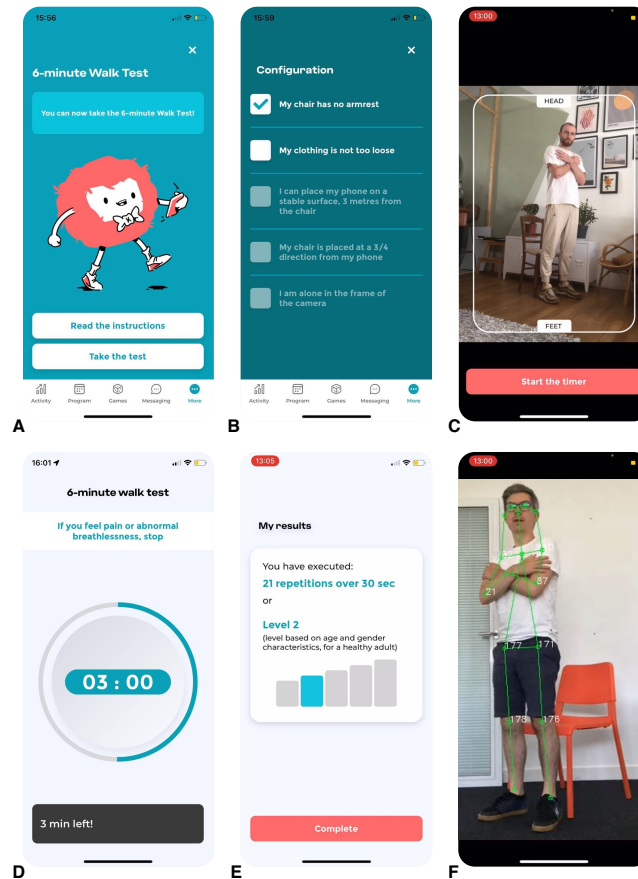 15:56
6-minute Walk Test
You can now take the 6-minute Walk Test!
Read the instructions
Take the test
Activity Program Games Messaging More
A
15:59
Configuration
My chair has no armrest
My clothing is not too loose
I can place my phone on a
stable surface, 3 metres from
the chair
My chair is placed at a 3/4
direction from my phone
I am alone in the frame of
the camera
Activity Program Games Messaging More
B
13:00
HEAD
FEET
Start the timer
C
16:01
6-minute walk test
If you feel pain or abnormal
breathlessness, stop
03 : 00
3 min left!
D
13:05
My results
You have executed:
21 repetitions over 30 sec
or
Level 2
(level based on age and gender
characteristics, for a healthy adult)
Complete
E
13:00
21 37
177 171
178 176
F